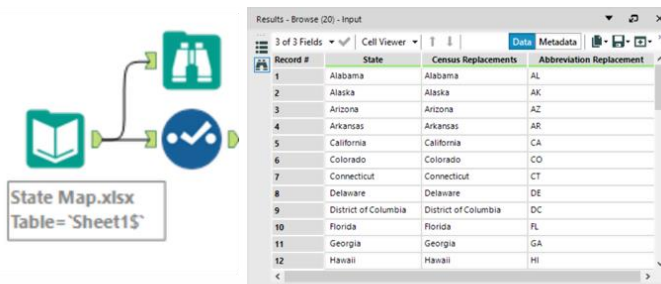 State Map.xlsx
Table=`Sheet1$`
Results - Browse (20) - Input
3 of 3 Fields Cell Viewer Data Metadata
Record # State Census Replacements Abbreviation Replacement
1 Alabama Alabama AL
2 Alaska Alaska AK
3 Arizona Arizona AZ
4 Arkansas Arkansas AR
5 California California CA
6 Colorado Colorado CO
7 Connecticut Connecticut CT
8 Delaware Delaware DE
9 District of Columbia District of Columbia DC
10 Florida Florida FL
11 Georgia Georgia GA
12 Hawaii Hawaii HI